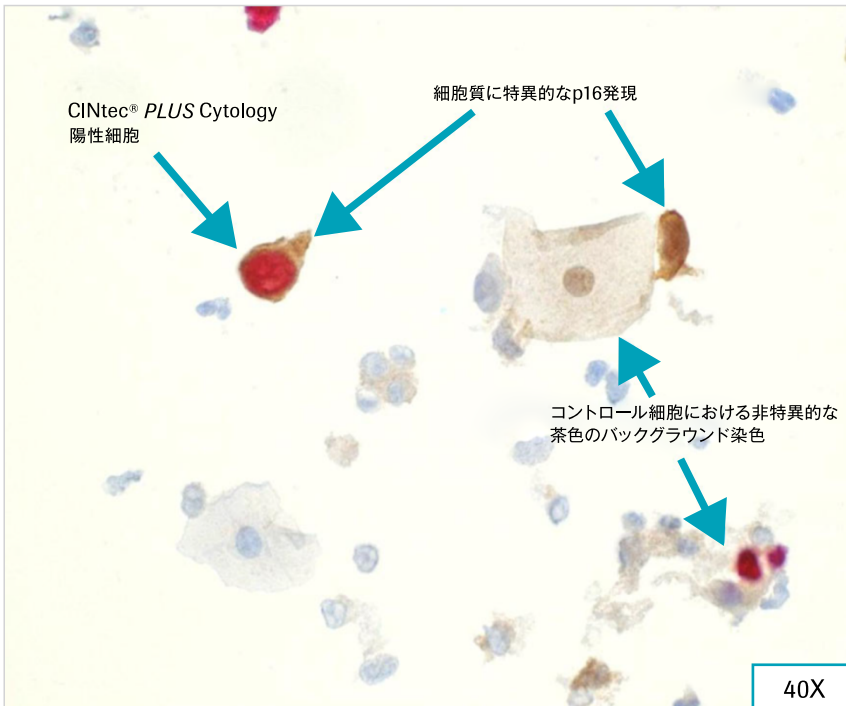 CINtec® PLUS Cytology
陽性細胞
細胞質に特異的なp16発現
コントロール細胞における非特異的な
茶色のバックグラウンド染色
40X